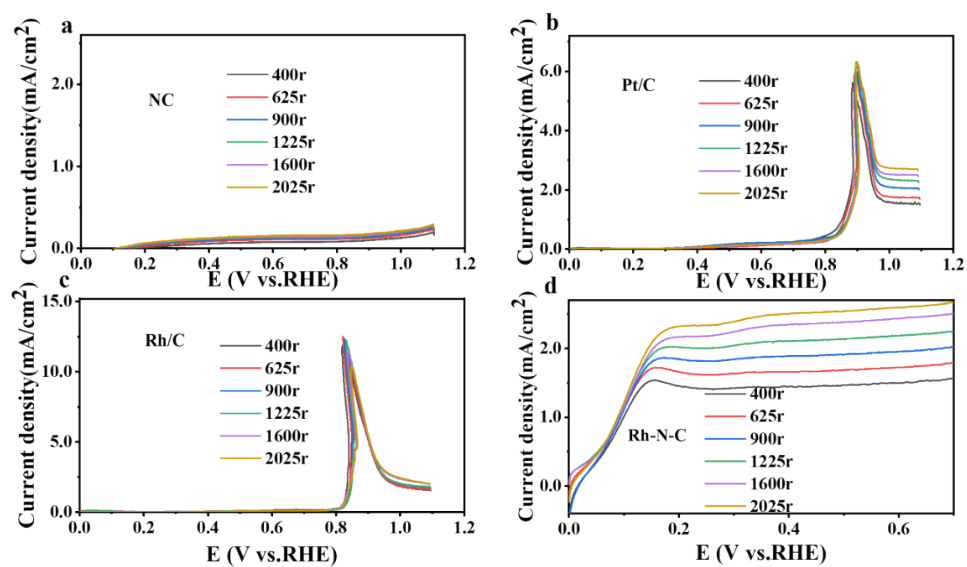 a
Current density(mA/cm²)
2.0
1.0
0.0
NC
400r
625r
900r
1225r
1600r
2025r
0.0 0.2 0.4 0.6 0.8 1.0 1.2
E (V vs.RHE)
b
Current density(mA/cm²)
6.0
4.0
2.0
0.0
Pt/C
400r
625r
900r
1225r
1600r
2025r
0.0 0.2 0.4 0.6 0.8 1.0 1.2
E (V vs.RHE)
c
Current density(mA/cm²)
15.0
10.0
5.0
0.0
Rh/C
400r
625r
900r
1225r
1600r
2025r
0.0 0.2 0.4 0.6 0.8 1.0 1.2
E (V vs.RHE)
d
Current density(mA/cm²)
2.0
1.0
0.0
Rh-N-C
400r
625r
900r
1225r
1600r
2025r
0.0 0.2 0.4 0.6
E (V vs.RHE)